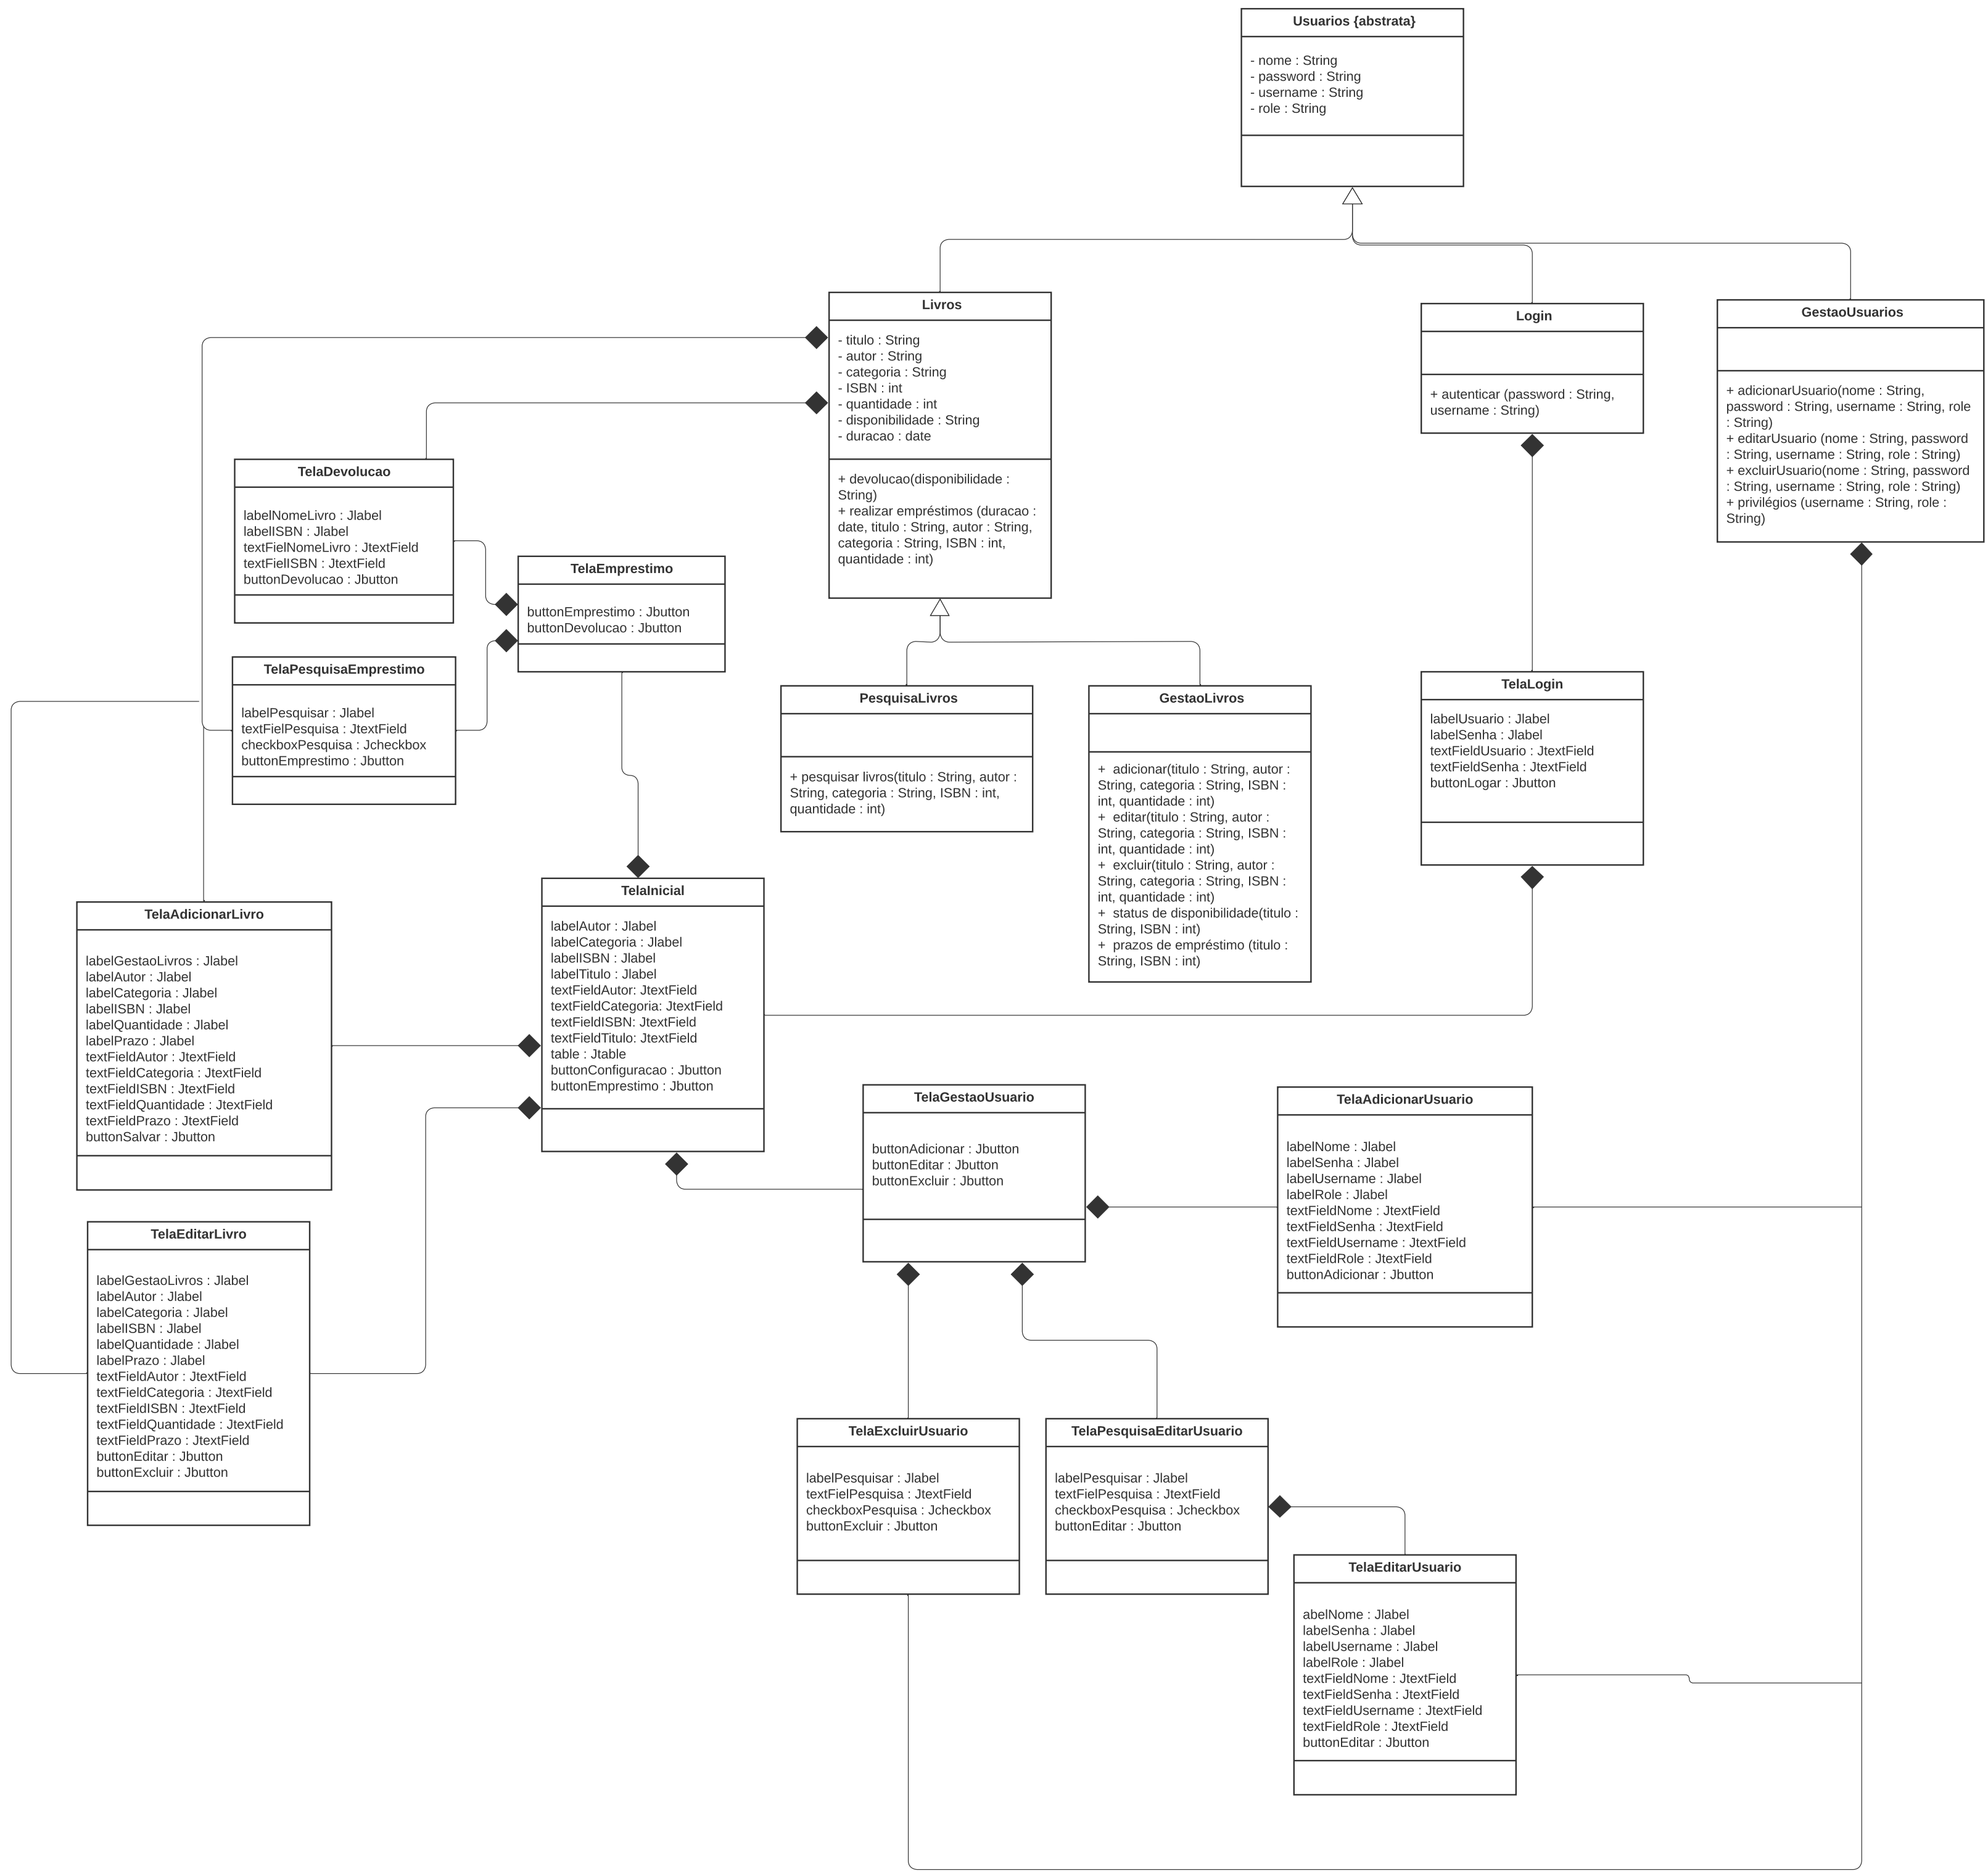 Usuarios {abstrata}
- nome : String
- password : String
- username : String
- role : String
Livros
- titulo : String
- autor : String
- categoria : String
- ISBN : int
- quantidade : int
- disponibilidade : String
- duracao : date
+ devolucao(disponibilidade :
String)
+ realizar empréstimos (duracao :
date, titulo : String, autor : String,
categoria : String, ISBN : int,
quantidade : int)
Login
+ autenticar (password : String,
username : String)
GestaoUsuarios
+ adicionarUsuario(nome : String,
password : String, username : String, role
: String)
+ editarUsuario (nome : String, password
: String, username : String, role : String)
+ excluirUsuario(nome : String, password
: String, username : String, role : String)
+ privilégios (username : String, role :
String)
TelaDevolucao
labelNomeLivro : Jlabel
labelISBN : Jlabel
textFielNomeLivro : JtextField
textFielISBN : JtextField
buttonDevolucao : Jbutton
TelaEmprestimo
buttonEmprestimo : Jbutton
buttonDevolucao : Jbutton
TelaPesquisaEmprestimo
labelPesquisar : Jlabel
textFielPesquisa : JtextField
checkboxPesquisa : Jcheckbox
buttonEmprestimo : Jbutton
PesquisaLivros
+ pesquisar livros(titulo : String, autor :
String, categoria : String, ISBN : int,
quantidade : int)
GestaoLivros
+  adicionar(titulo : String, autor :
String, categoria : String, ISBN :
int, quantidade : int)
+  editar(titulo : String, autor :
String, categoria : String, ISBN :
int, quantidade : int)
+  excluir(titulo : String, autor :
String, categoria : String, ISBN :
int, quantidade : int)
+  status de disponibilidade(titulo :
String, ISBN : int)
+  prazos de empréstimo (titulo :
String, ISBN : int)
TelaLogin
labelUsuario : Jlabel
labelSenha : Jlabel
textFieldUsuario : JtextField
textFieldSenha : JtextField
buttonLogar : Jbutton
TelaInicial
labelAutor : Jlabel
labelCategoria : Jlabel
labelISBN : Jlabel
labelTitulo : Jlabel
textFieldAutor: JtextField
textFieldCategoria: JtextField
textFieldISBN: JtextField
textFieldTitulo: JtextField
table : Jtable
buttonConfiguracao : Jbutton
buttonEmprestimo : Jbutton
TelaAdicionarLivro
labelGestaoLivros : Jlabel
labelAutor : Jlabel
labelCategoria : Jlabel
labelISBN : Jlabel
labelQuantidade : Jlabel
labelPrazo : Jlabel
textFieldAutor : JtextField
textFieldCategoria : JtextField
textFieldISBN : JtextField
textFieldQuantidade : JtextField
textFieldPrazo : JtextField
buttonSalvar : Jbutton
TelaGestaoUsuario
buttonAdicionar : Jbutton
buttonEditar : Jbutton
buttonExcluir : Jbutton
TelaAdicionarUsuario
labelNome : Jlabel
labelSenha : Jlabel
labelUsername : Jlabel
labelRole : Jlabel
textFieldNome : JtextField
textFieldSenha : JtextField
textFieldUsername : JtextField
textFieldRole : JtextField
buttonAdicionar : Jbutton
TelaEditarLivro
labelGestaoLivros : Jlabel
labelAutor : Jlabel
labelCategoria : Jlabel
labelISBN : Jlabel
labelQuantidade : Jlabel
labelPrazo : Jlabel
textFieldAutor : JtextField
textFieldCategoria : JtextField
textFieldISBN : JtextField
textFieldQuantidade : JtextField
textFieldPrazo : JtextField
buttonEditar : Jbutton
buttonExcluir : Jbutton
TelaExcluirUsuario
labelPesquisar : Jlabel
textFielPesquisa : JtextField
checkboxPesquisa : Jcheckbox
buttonExcluir : Jbutton
TelaPesquisaEditarUsuario
labelPesquisar : Jlabel
textFielPesquisa : JtextField
checkboxPesquisa : Jcheckbox
buttonEditar : Jbutton
TelaEditarUsuario
abelNome : Jlabel
labelSenha : Jlabel
labelUsername : Jlabel
labelRole : Jlabel
textFieldNome : JtextField
textFieldSenha : JtextField
textFieldUsername : JtextField
textFieldRole : JtextField
buttonEditar : Jbutton